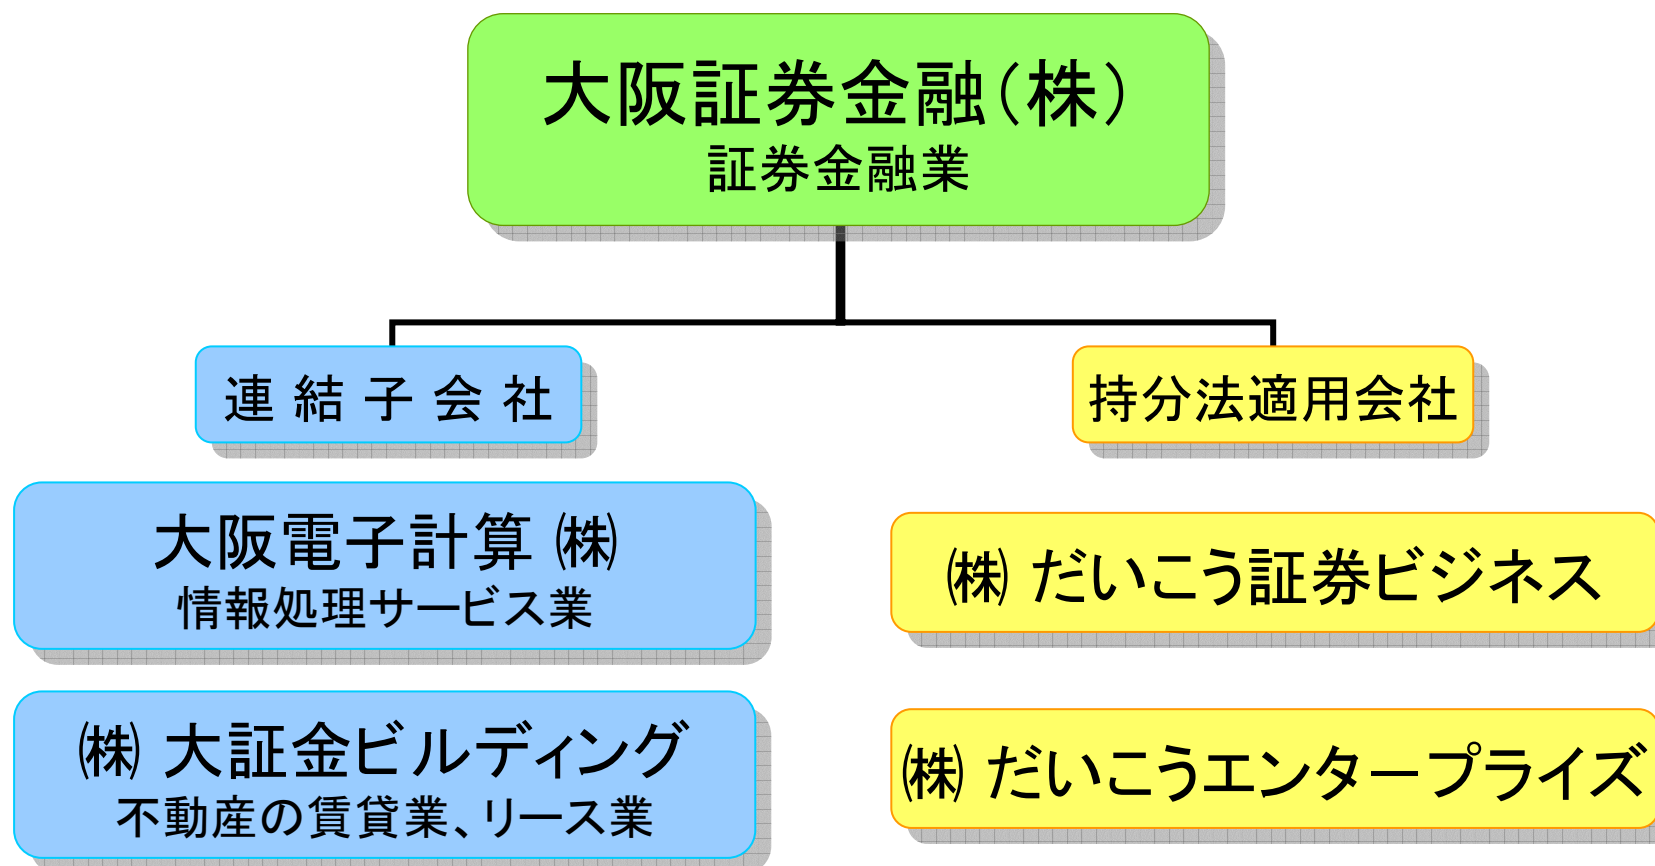 大阪証券金融（株）
証券金融業
連 結 子 会 社
持分法適用会社
大阪電子計算 ㈱
情報処理サービス業
㈱ 大証金ビルディング
不動産の賃貸業、リース業
㈱ だいこう証券ビジネス
㈱ だいこうエンタープライズ